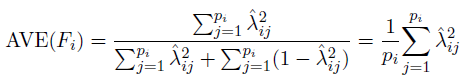 AVE(F_i) = \frac{\sum_{j=1}^{p_i} \hat{\lambda}_{ij}^2}{\sum_{j=1}^{p_i} \hat{\lambda}_{ij}^2 + \sum_{j=1}^{p_i} (1 - \hat{\lambda}_{ij}^2)} = \frac{1}{p_i} \sum_{j=1}^{p_i} \hat{\lambda}_{ij}^2